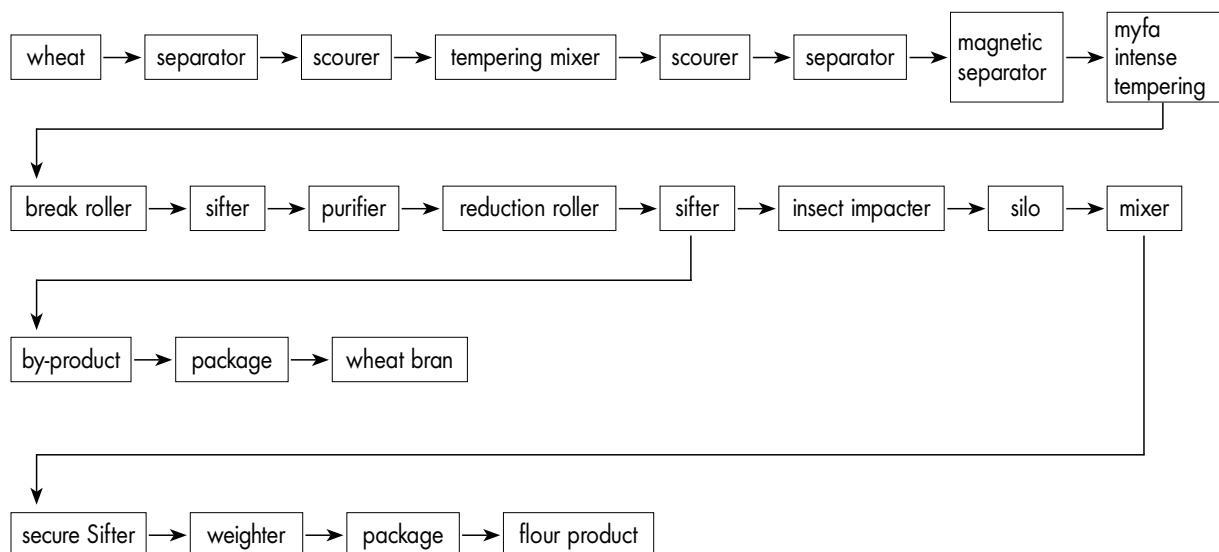 wheat
separator
scourer
tempering mixer
scourer
separator
magnetic
separator
myfa
intense
tempering
break roller
sifter
purifier
reduction roller
sifter
insect impacter
silo
mixer
by-product
package
wheat bran
secure Sifter
weighter
package
flour product